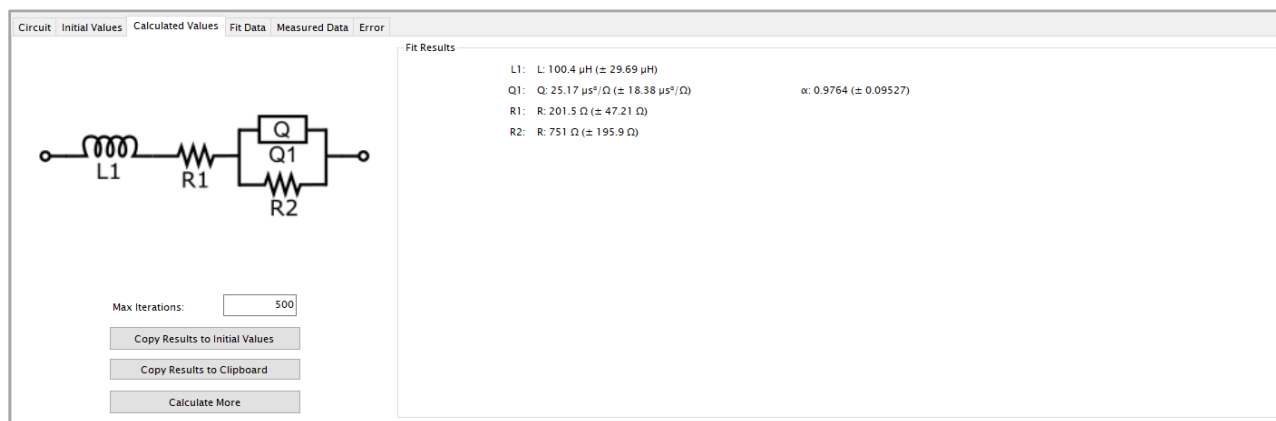 Circuit Initial Values Calculated Values Fit Data Measured Data Error
Fit Results
L1: L: 100.4 µH (± 29.69 µH)
Q1: Q: 25.17 µsᵃ/Ω (± 18.38 µsᵃ/Ω) α: 0.9764 (± 0.09527)
R1: R: 201.5 Ω (± 47.21 Ω)
R2: R: 751 Ω (± 195.9 Ω)
L1
R1
Q
Q1
R2
Max Iterations: 500
Copy Results to Initial Values
Copy Results to Clipboard
Calculate More